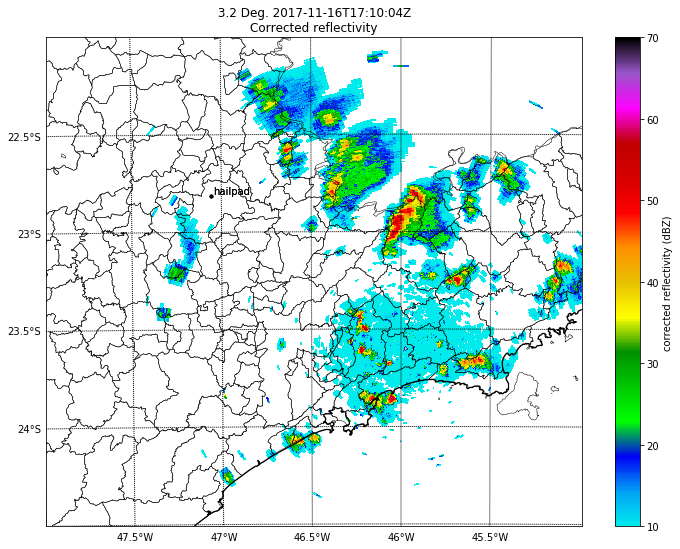 3.2 Deg. 2017-11-16T17:10:04Z
Corrected reflectivity
22.5°S
23°S
23.5°S
24°S
47.5°W
47°W
46.5°W
46°W
45.5°W
hailpad
70
60
50
40
30
20
10
corrected reflectivity (dBZ)